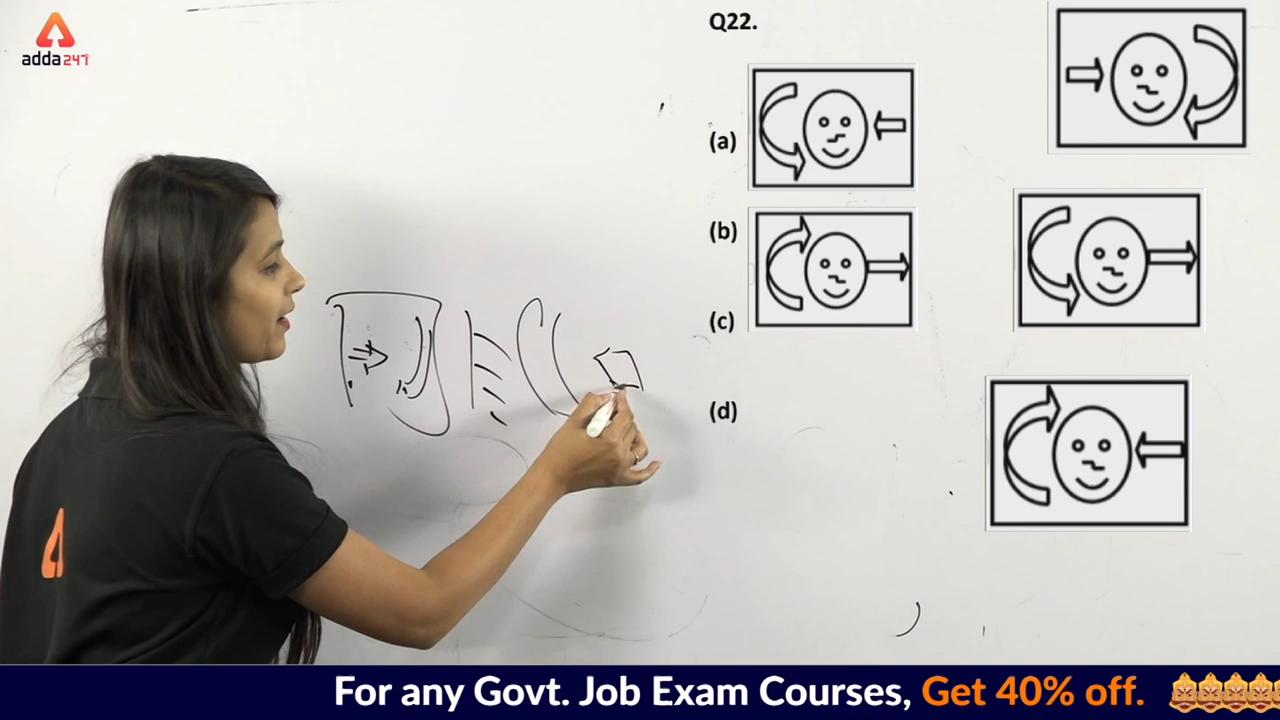 adda247
Q22.
(a)
(b)
(c)
(d)
For any Govt. Job Exam Courses, Get 40% off.